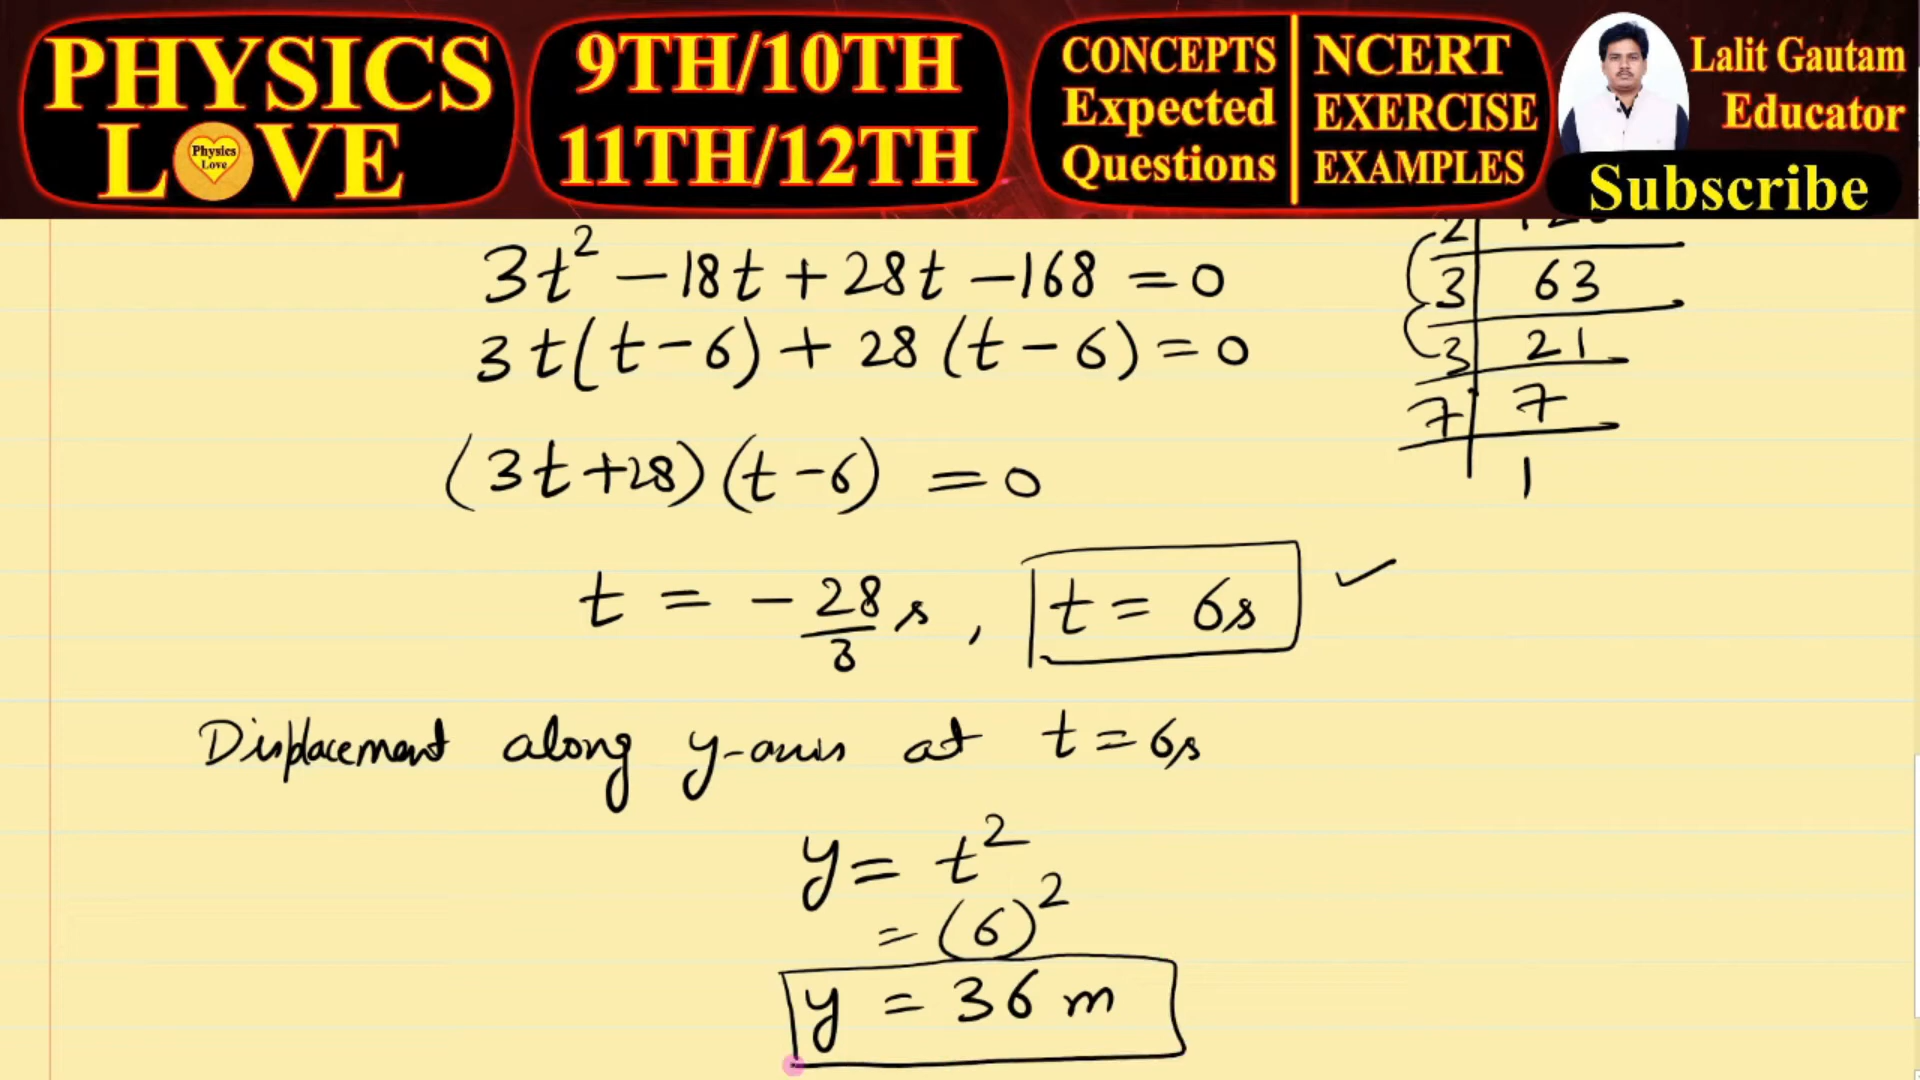 PHYSICS
LOVE
Physics
Love
9TH/10TH
11TH/12TH
CONCEPTS
Expected
Questions
NCERT
EXERCISE
EXAMPLES
Lalit Gautam
Educator
Subscribe
3t² − 18t + 28t − 168 = 0
3t(t − 6) + 28(t − 6) = 0
(3t + 28)(t − 6) = 0
t = − 28/3 s, t = 6s ✓
Displacement along y-axis at t = 6s
y = t²
= (6)²
y = 36 m
2
3 | 63
3 | 21
7 | 7
1